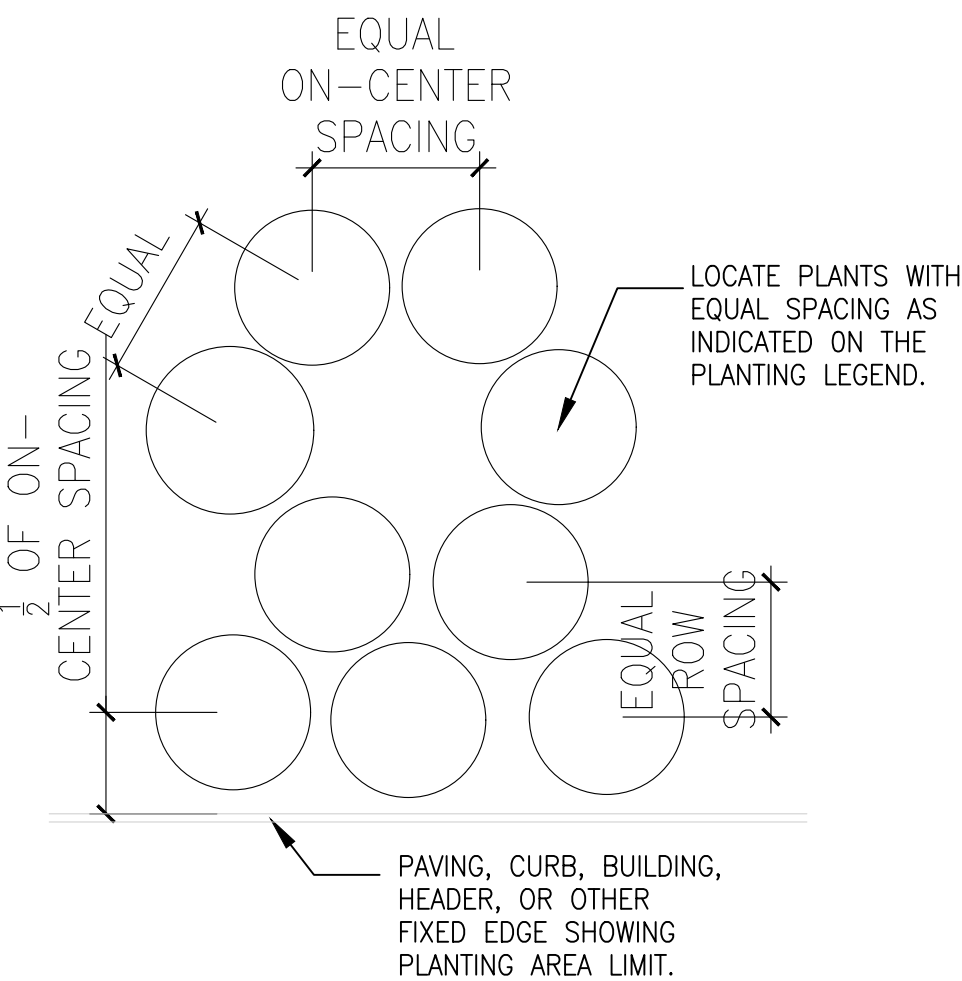 EQUAL
ON-CENTER
SPACING
EQUAL
LOCATE PLANTS WITH
EQUAL SPACING AS
INDICATED ON THE
PLANTING LEGEND.
1/2 OF ON-
CENTER SPACING
EQUAL
ROW
SPACING
PAVING, CURB, BUILDING,
HEADER, OR OTHER
FIXED EDGE SHOWING
PLANTING AREA LIMIT.